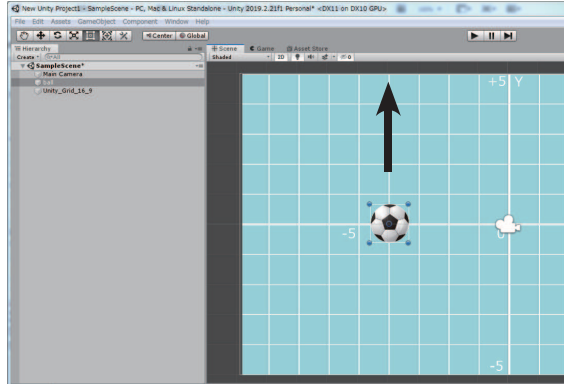 New Unity Project1 - SampleScene - PC, Mac & Linux Standalone - Unity 2019.2.21f1 Personal* <DX11 on DX10 GPU>
File Edit Assets GameObject Component Window Help
Center Global
Hierarchy
Scene Game Asset Store
Create All
Shaded 2D 0
SampleScene*
Main Camera
ball
Unity_Grid_16_9
+5 Y
-5 0
-5